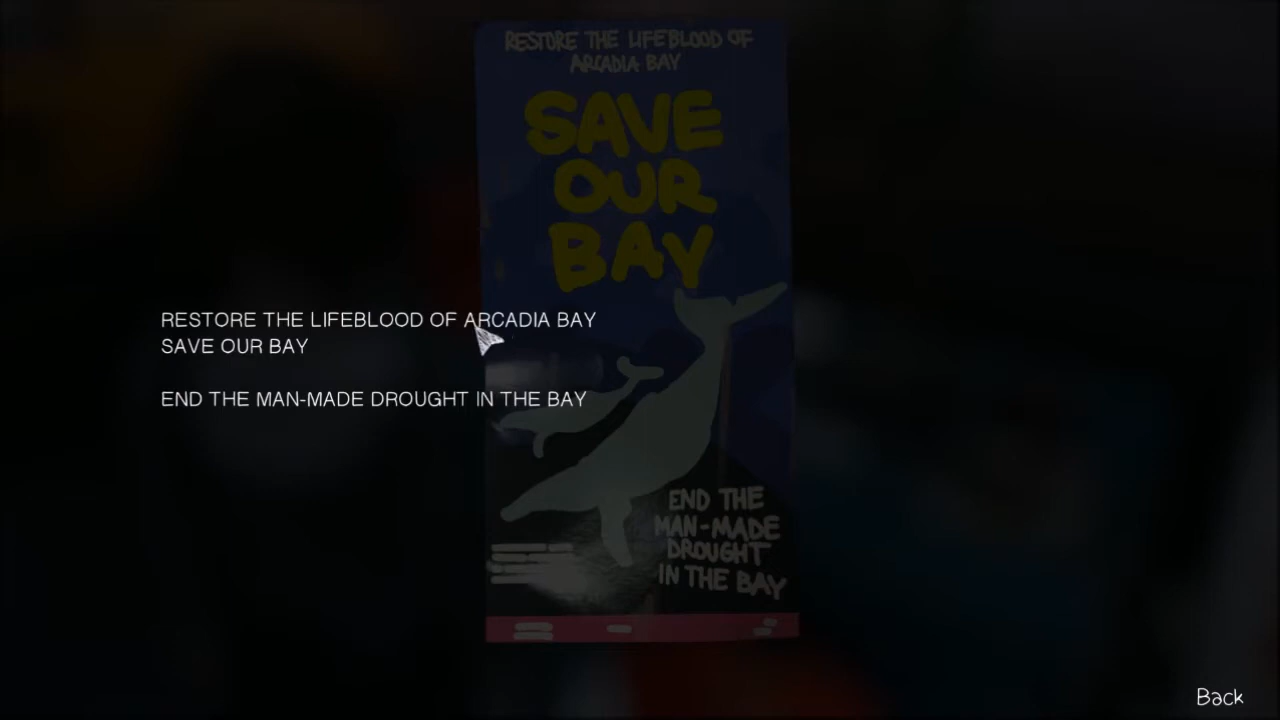 RESTORE THE LIFEBLOOD OF
ARCADIA BAY
SAVE
OUR
BAY
RESTORE THE LIFEBLOOD OF ARCADIA BAY
SAVE OUR BAY
END THE MAN-MADE DROUGHT IN THE BAY
END THE
MAN-MADE
DROUGHT
IN THE BAY
Back